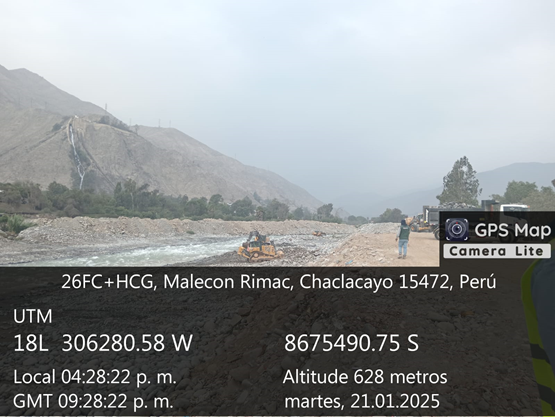 GPS Map
Camera Lite
26FC+HCG, Malecon Rimac, Chaclacayo 15472, Perú
UTM
18L 306280.58 W 8675490.75 S
Local 04:28:22 p. m. Altitude 628 metros
GMT 09:28:22 p. m. martes, 21.01.2025